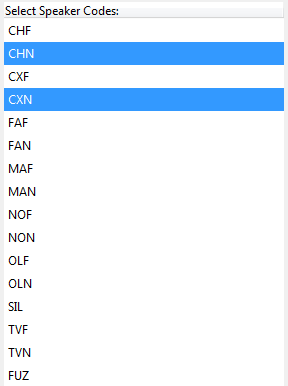 Select Speaker Codes:
CHF
CHN
CXF
CXN
FAF
FAN
MAF
MAN
NOF
NON
OLF
OLN
SIL
TVF
TVN
FUZ